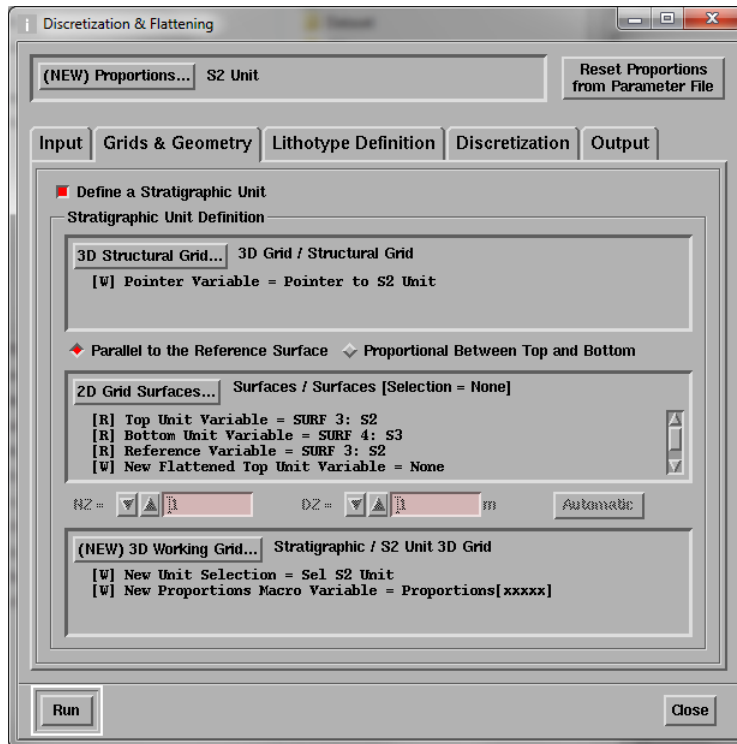 Discretization & Flattening
(NEW) Proportions... S2 Unit
Reset Proportions
from Parameter File
Input Grids & Geometry Lithotype Definition Discretization Output
Define a Stratigraphic Unit
Stratigraphic Unit Definition
3D Structural Grid... 3D Grid / Structural Grid
[W] Pointer Variable = Pointer to S2 Unit
Parallel to the Reference Surface Proportional Between Top and Bottom
2D Grid Surfaces... Surfaces / Surfaces [Selection = None]
[R] Top Unit Variable = SURF 3: S2
[R] Bottom Unit Variable = SURF 4: S3
[R] Reference Variable = SURF 3: S2
[W] New Flattened Top Unit Variable = None
NZ = 1 DZ = 1 m Automatic
(NEW) 3D Working Grid... Stratigraphic / S2 Unit 3D Grid
[W] New Unit Selection = Sel S2 Unit
[W] New Proportions Macro Variable = Proportions[xxxxx]
Run Close